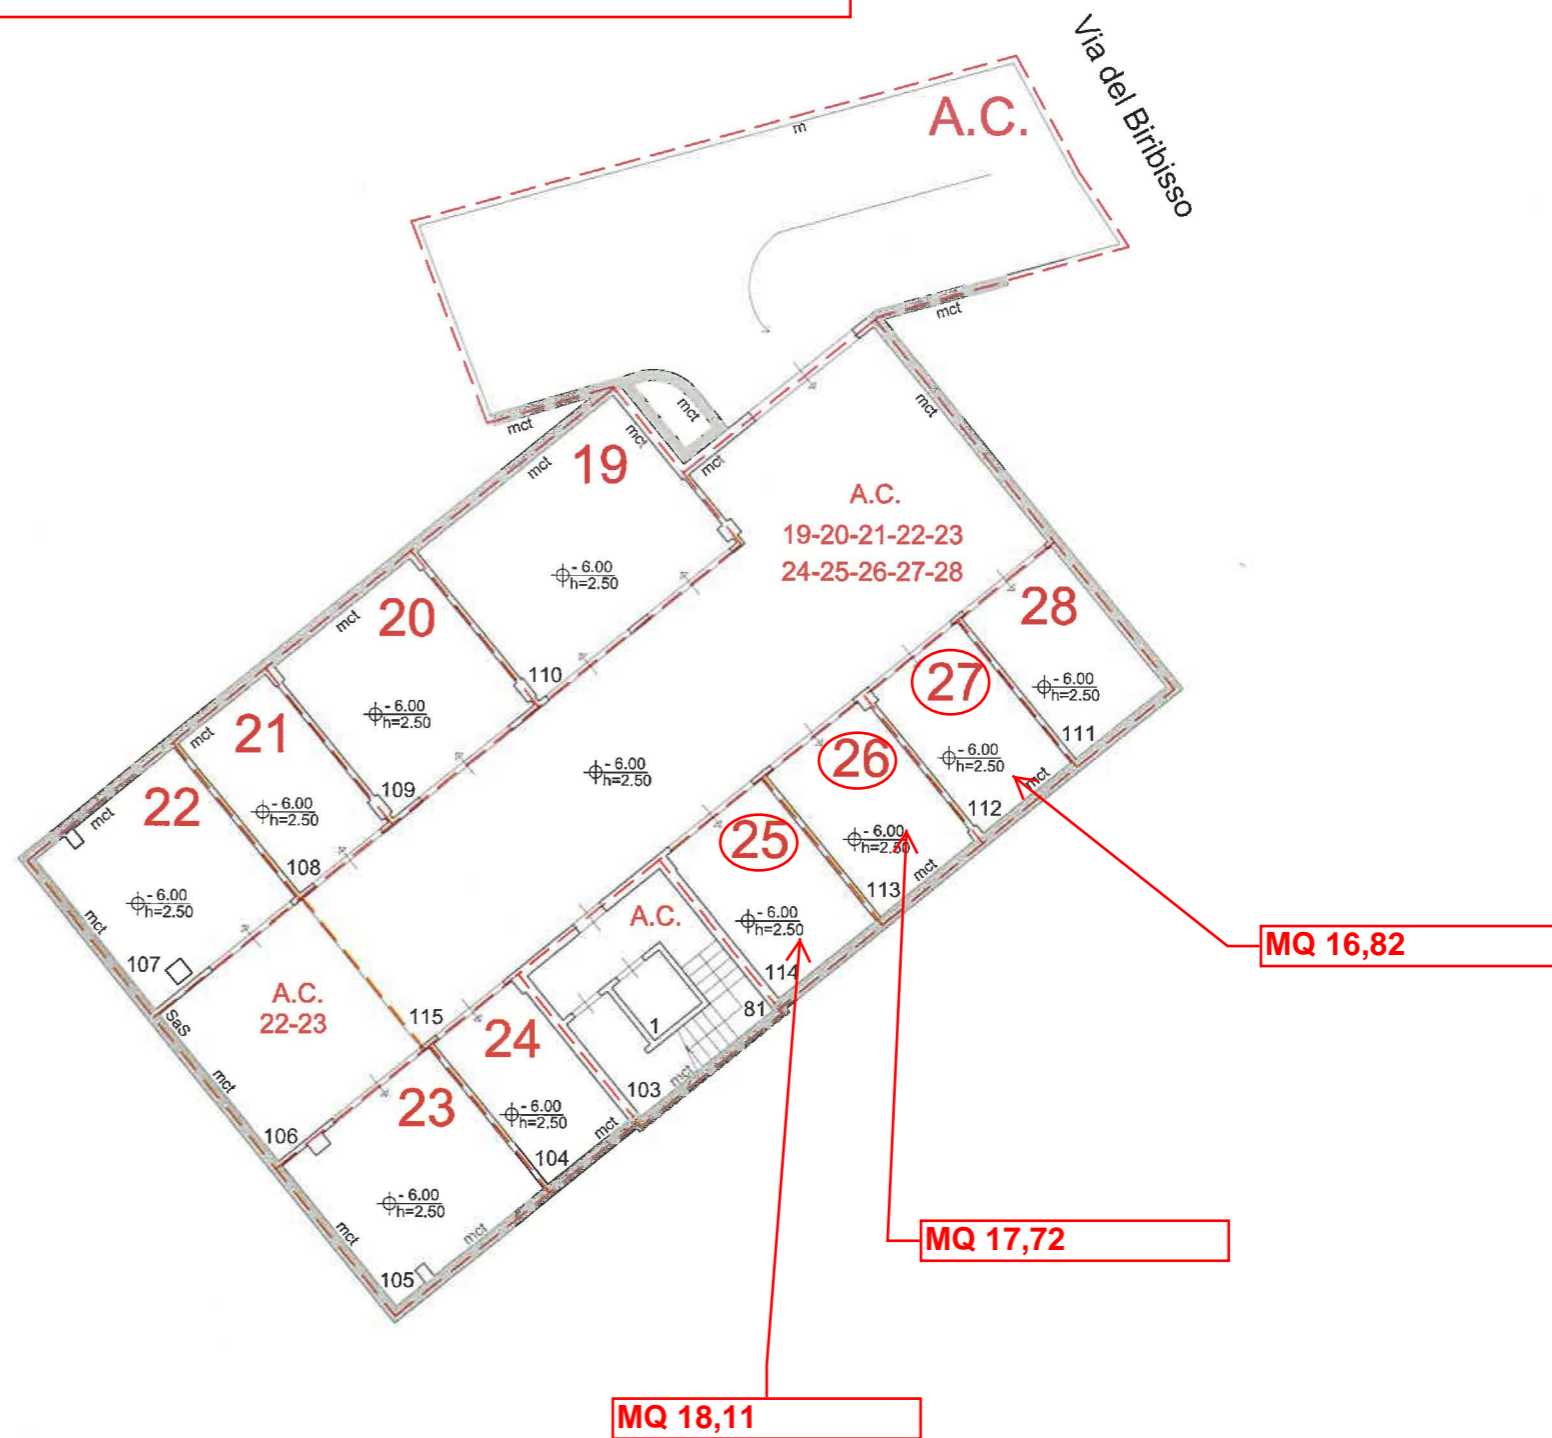 Via del Biribisso
A.C.
m
mct
mct
mct
mct
mct
mct
mct
mct
19
A.C.
19-20-21-22-23
24-25-26-27-28
- 6.00
h=2.50
20
mct
110
- 6.00
h=2.50
28
- 6.00
h=2.50
111
27
- 6.00
h=2.50
mct
112
21
mct
- 6.00
h=2.50
109
- 6.00
h=2.50
26
- 6.00
h=2.50
mct
113
22
mct
- 6.00
h=2.50
108
25
- 6.00
h=2.50
114
mct
107
SaS
A.C.
22-23
mct
115
A.C.
1
81
103
mct
24
- 6.00
h=2.50
mct
104
23
106
- 6.00
h=2.50
mct
mct
105
MQ 16,82
MQ 17,72
MQ 18,11